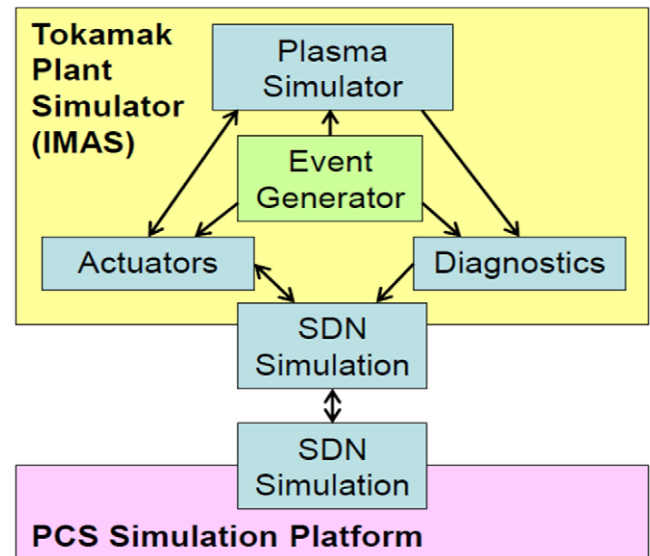 Tokamak
Plant
Simulator
(IMAS)
Plasma
Simulator
Event
Generator
Actuators
Diagnostics
SDN
Simulation
SDN
Simulation
PCS Simulation Platform